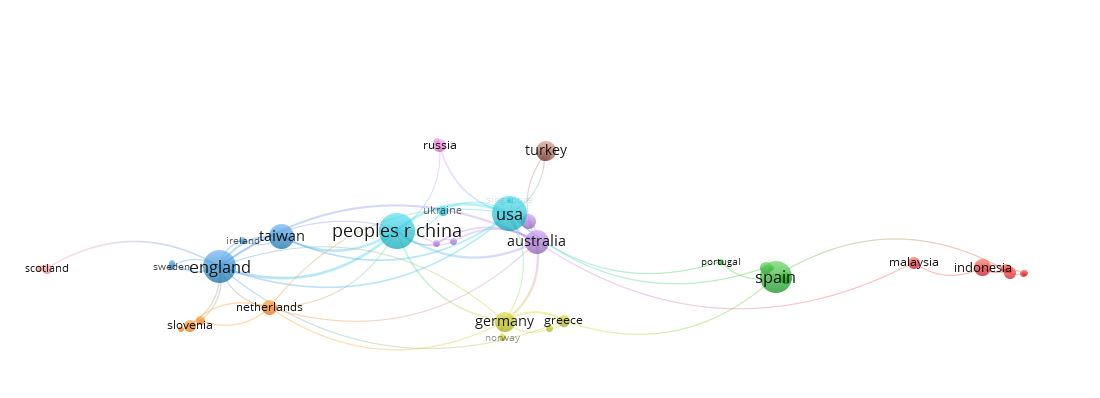 russia
turkey
usa
ukraine
peoples r china
taiwan
ireland
australia
england
sweden
scotland
portugal
spain
malaysia
indonesia
netherlands
slovenia
germany
greece
norway